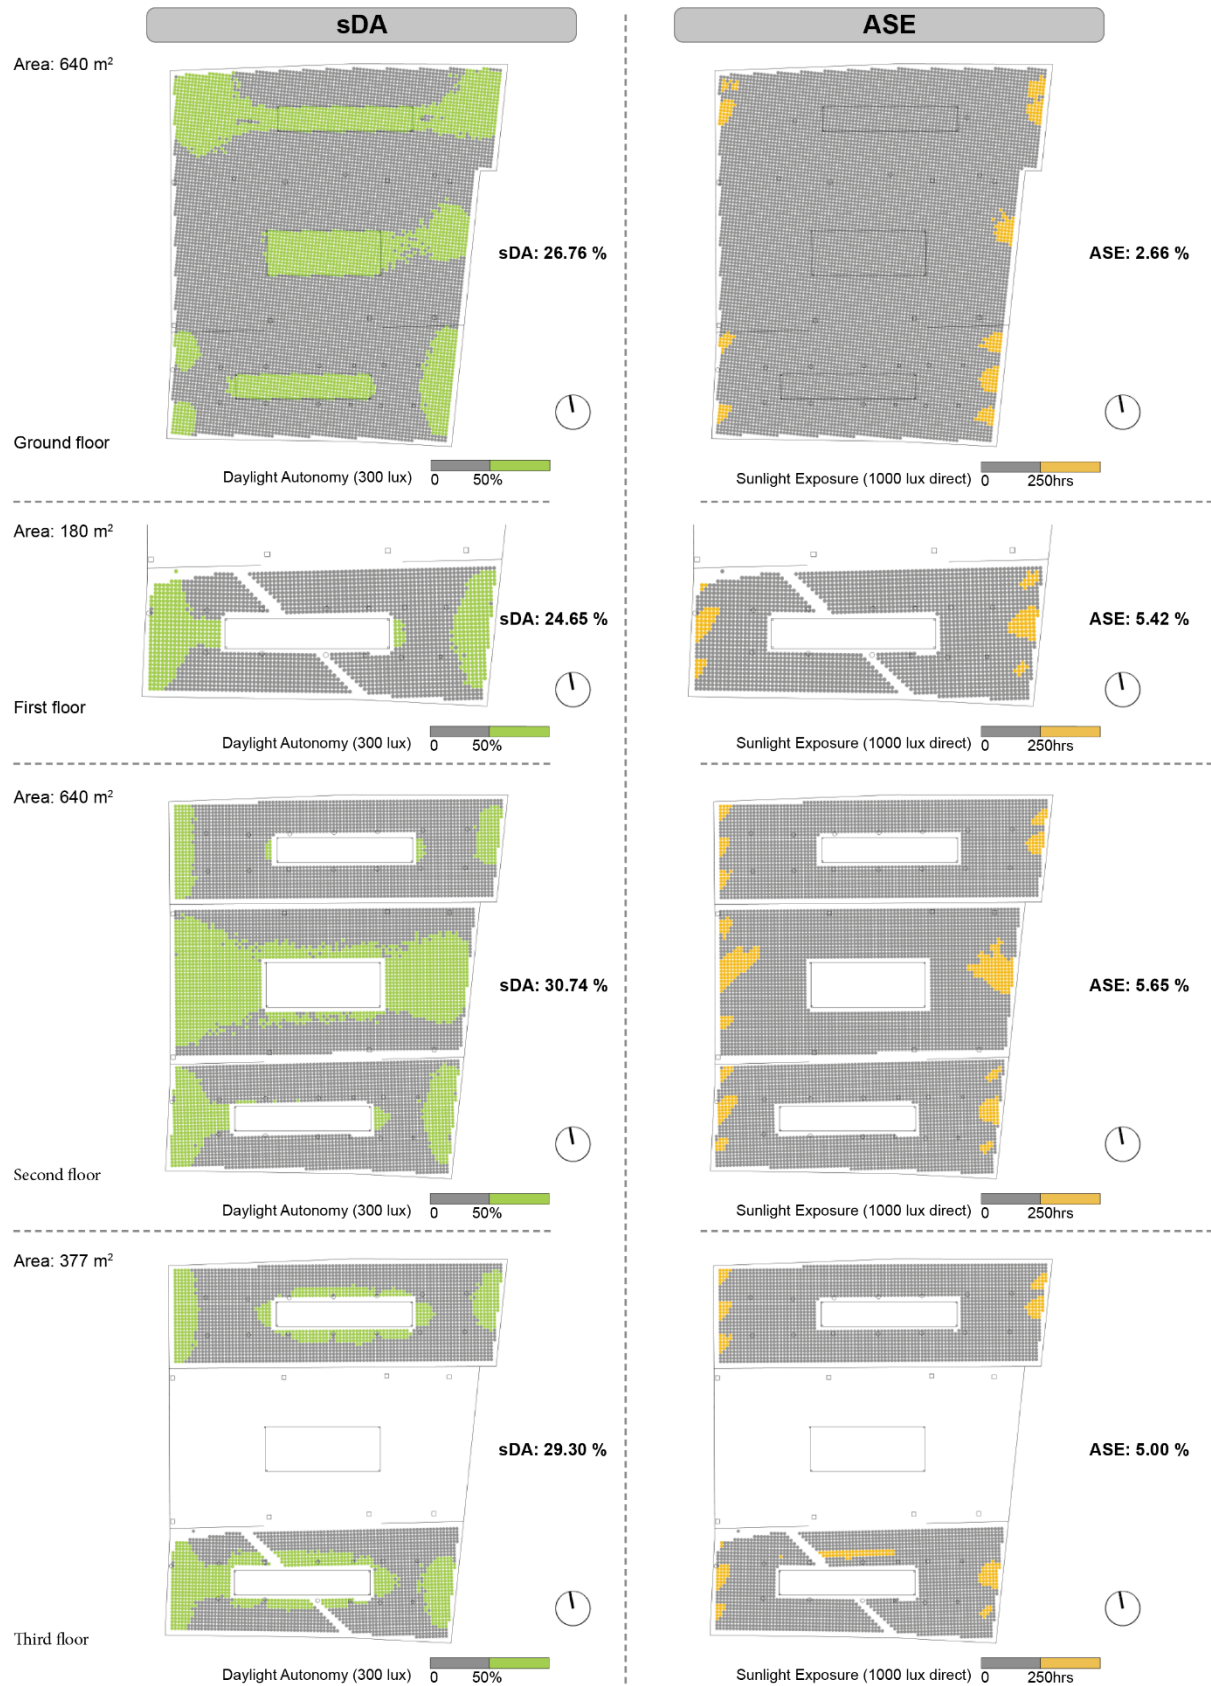 sDA
ASE
Area: 640 m²
sDA: 26.76 %
ASE: 2.66 %
Ground floor
Daylight Autonomy (300 lux)
0 50%
Sunlight Exposure (1000 lux direct)
0 250hrs
Area: 180 m²
sDA: 24.65 %
ASE: 5.42 %
First floor
Daylight Autonomy (300 lux)
0 50%
Sunlight Exposure (1000 lux direct)
0 250hrs
Area: 640 m²
sDA: 30.74 %
ASE: 5.65 %
Second floor
Daylight Autonomy (300 lux)
0 50%
Sunlight Exposure (1000 lux direct)
0 250hrs
Area: 377 m²
sDA: 29.30 %
ASE: 5.00 %
Third floor
Daylight Autonomy (300 lux)
0 50%
Sunlight Exposure (1000 lux direct)
0 250hrs